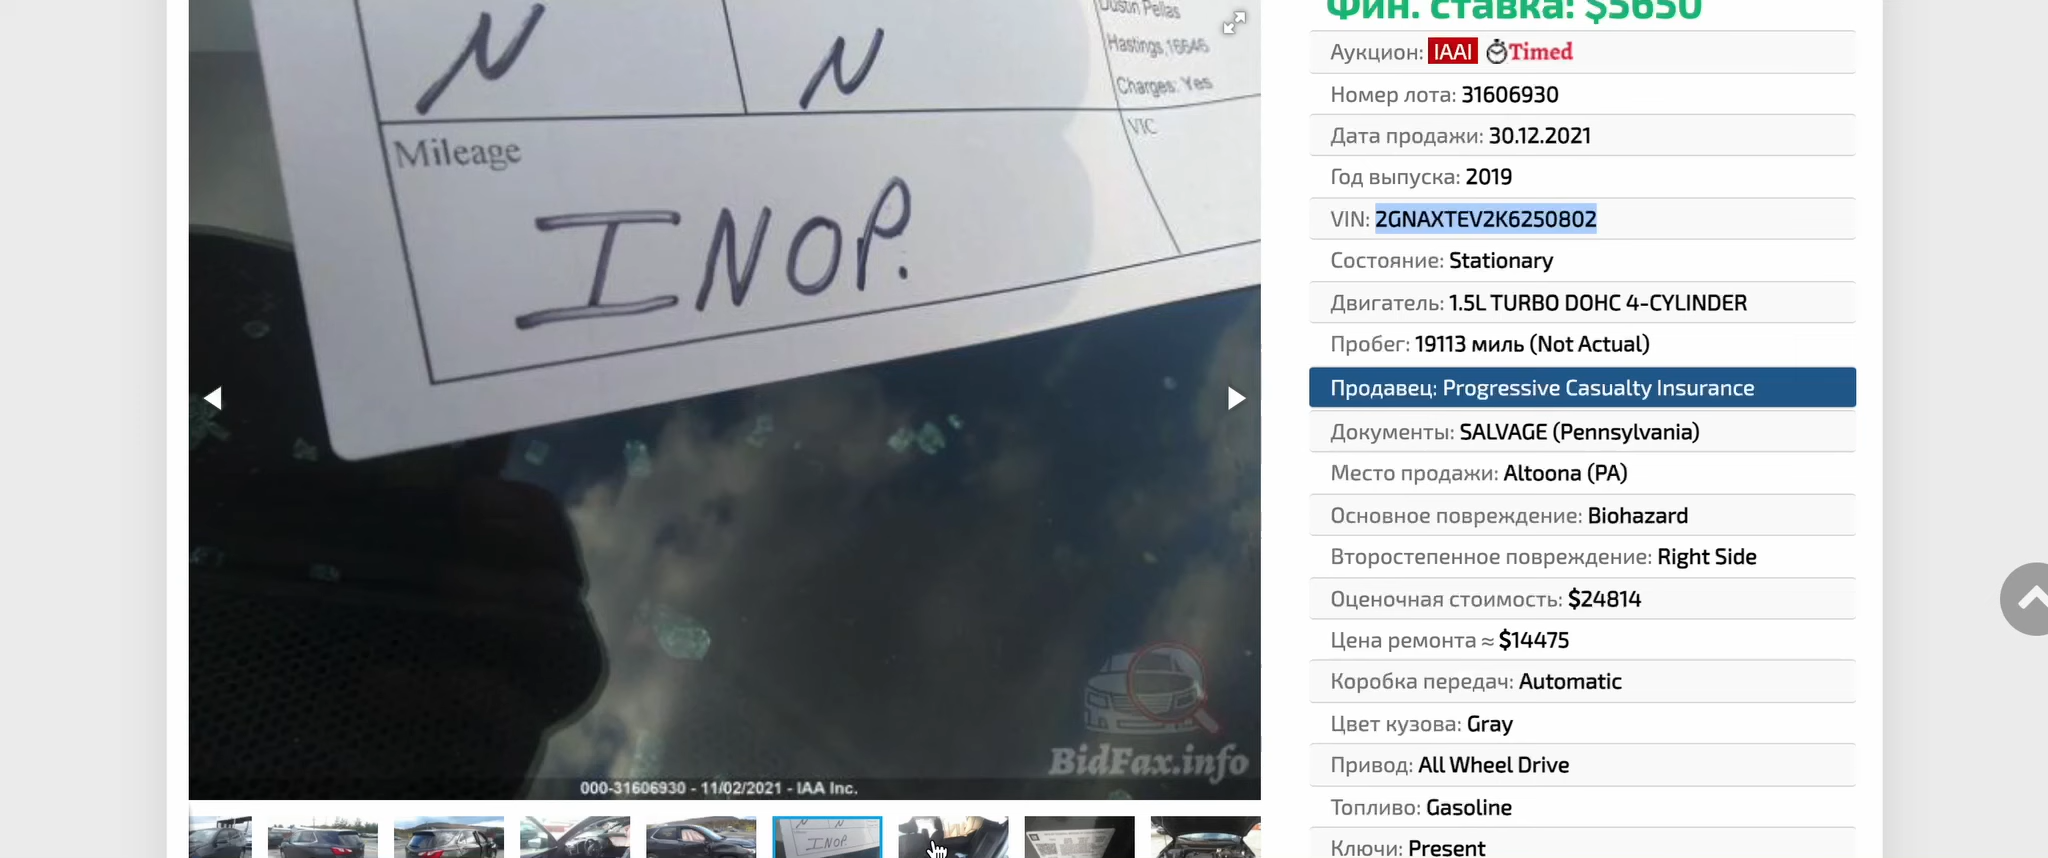 N N
Dustin Pellas
Hastings, 16646
Charges: Yes
Mileage
VIC
INOP.
BidFax.info
000-31606930 - 11/02/2021 - IAA Inc.
INOP.
Фин. ставка: $5650
Аукцион: IAAI Timed
Номер лота: 31606930
Дата продажи: 30.12.2021
Год выпуска: 2019
VIN: 2GNAXTEV2K6250802
Состояние: Stationary
Двигатель: 1.5L TURBO DOHC 4-CYLINDER
Пробег: 19113 миль (Not Actual)
Продавец: Progressive Casualty Insurance
Документы: SALVAGE (Pennsylvania)
Место продажи: Altoona (PA)
Основное повреждение: Biohazard
Второстепенное повреждение: Right Side
Оценочная стоимость: $24814
Цена ремонта ≈ $14475
Коробка передач: Automatic
Цвет кузова: Gray
Привод: All Wheel Drive
Топливо: Gasoline
Ключи: Present